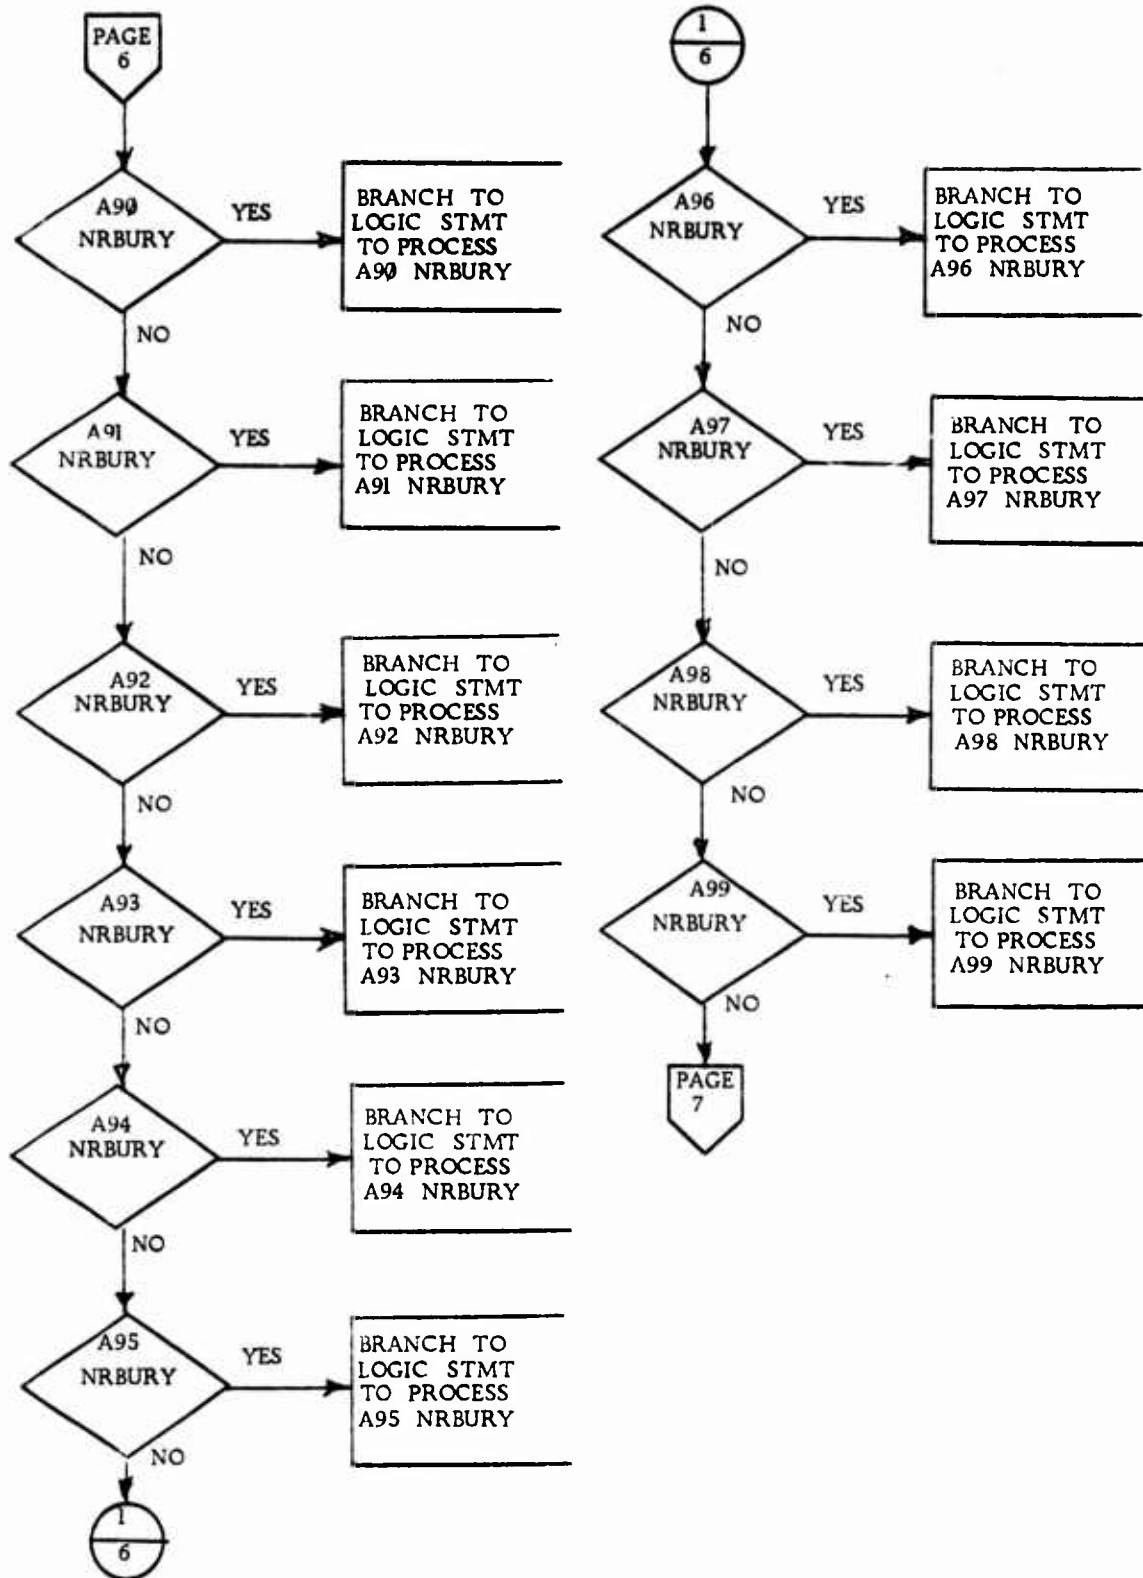 PAGE
6
A90
NRBURY
YES
BRANCH TO
LOGIC STMT
TO PROCESS
A90 NRBURY
NO
A91
NRBURY
YES
BRANCH TO
LOGIC STMT
TO PROCESS
A91 NRBURY
NO
A92
NRBURY
YES
BRANCH TO
LOGIC STMT
TO PROCESS
A92 NRBURY
NO
A93
NRBURY
YES
BRANCH TO
LOGIC STMT
TO PROCESS
A93 NRBURY
NO
A94
NRBURY
YES
BRANCH TO
LOGIC STMT
TO PROCESS
A94 NRBURY
NO
A95
NRBURY
YES
BRANCH TO
LOGIC STMT
TO PROCESS
A95 NRBURY
NO
1
6
1
6
A96
NRBURY
YES
BRANCH TO
LOGIC STMT
TO PROCESS
A96 NRBURY
NO
A97
NRBURY
YES
BRANCH TO
LOGIC STMT
TO PROCESS
A97 NRBURY
NO
A98
NRBURY
YES
BRANCH TO
LOGIC STMT
TO PROCESS
A98 NRBURY
NO
A99
NRBURY
YES
BRANCH TO
LOGIC STMT
TO PROCESS
A99 NRBURY
NO
PAGE
7